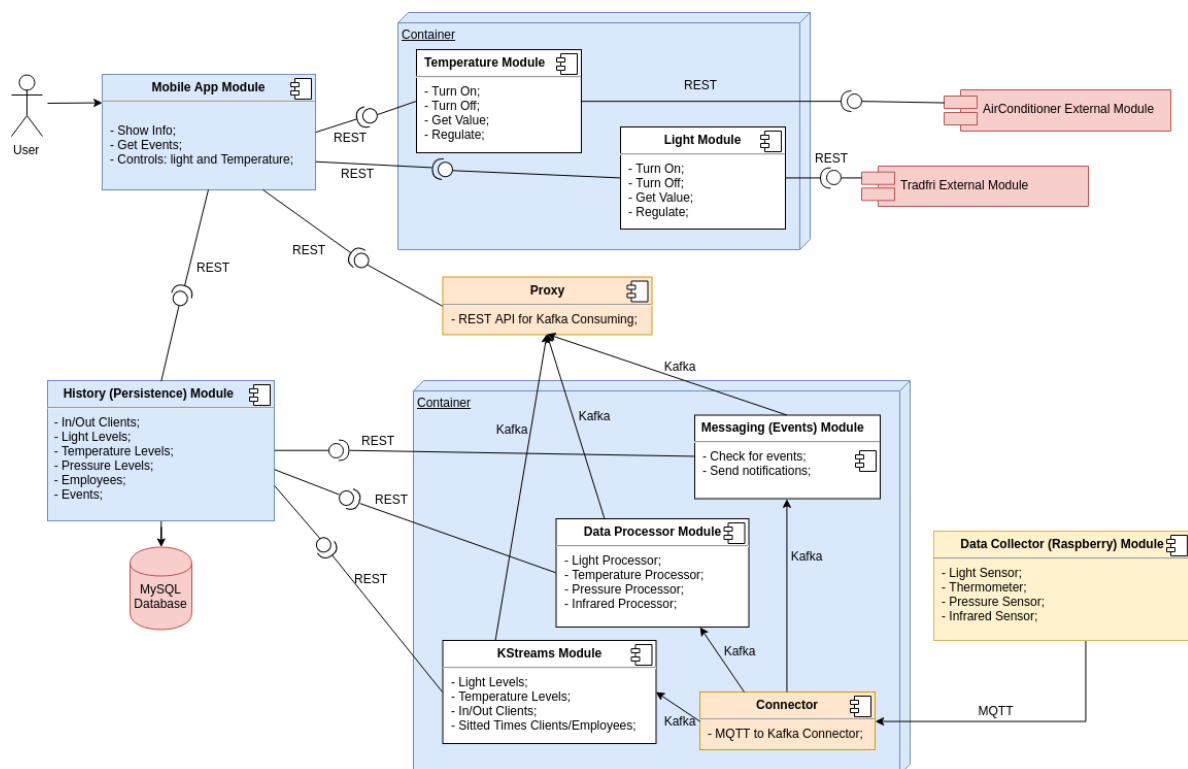 Container
Temperature Module
- Turn On;
- Turn Off;
- Get Value;
- Regulate;
REST
AirConditioner External Module
Mobile App Module
- Show Info;
- Get Events;
- Controls: light and Temperature;
User
REST
REST
Light Module
- Turn On;
- Turn Off;
- Get Value;
- Regulate;
REST
Tradfri External Module
REST
REST
Proxy
- REST API for Kafka Consuming;
Kafka
Kafka
Kafka
History (Persistence) Module
- In/Out Clients;
- Light Levels;
- Temperature Levels;
- Pressure Levels;
- Employees;
- Events;
MySQL
Database
REST
REST
REST
Container
Messaging (Events) Module
- Check for events;
- Send notifications;
Data Processor Module
- Light Processor;
- Temperature Processor;
- Pressure Processor;
- Infrared Processor;
Kafka
Data Collector (Raspberry) Module
- Light Sensor;
- Thermometer;
- Pressure Sensor;
- Infrared Sensor;
KStreams Module
- Light Levels;
- Temperature Levels;
- In/Out Clients;
- Sitted Times Clients/Employees;
Kafka
Kafka
Connector
- MQTT to Kafka Connector;
MQTT